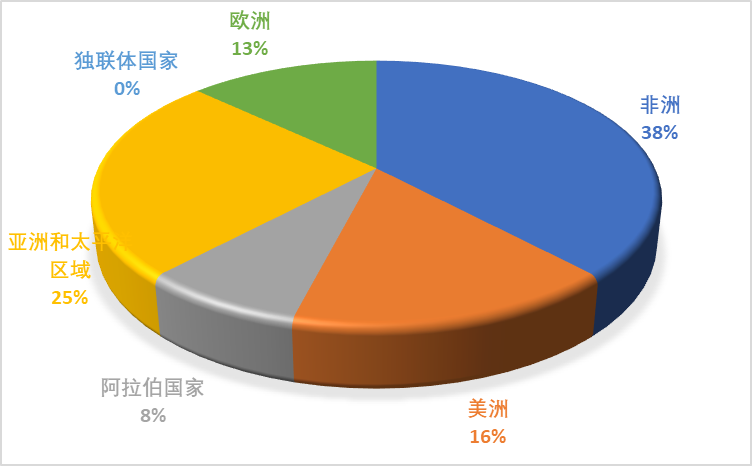 欧洲
13%
独联体国家
0%
非洲
38%
亚洲和太平洋
区域
25%
阿拉伯国家
8%
美洲
16%